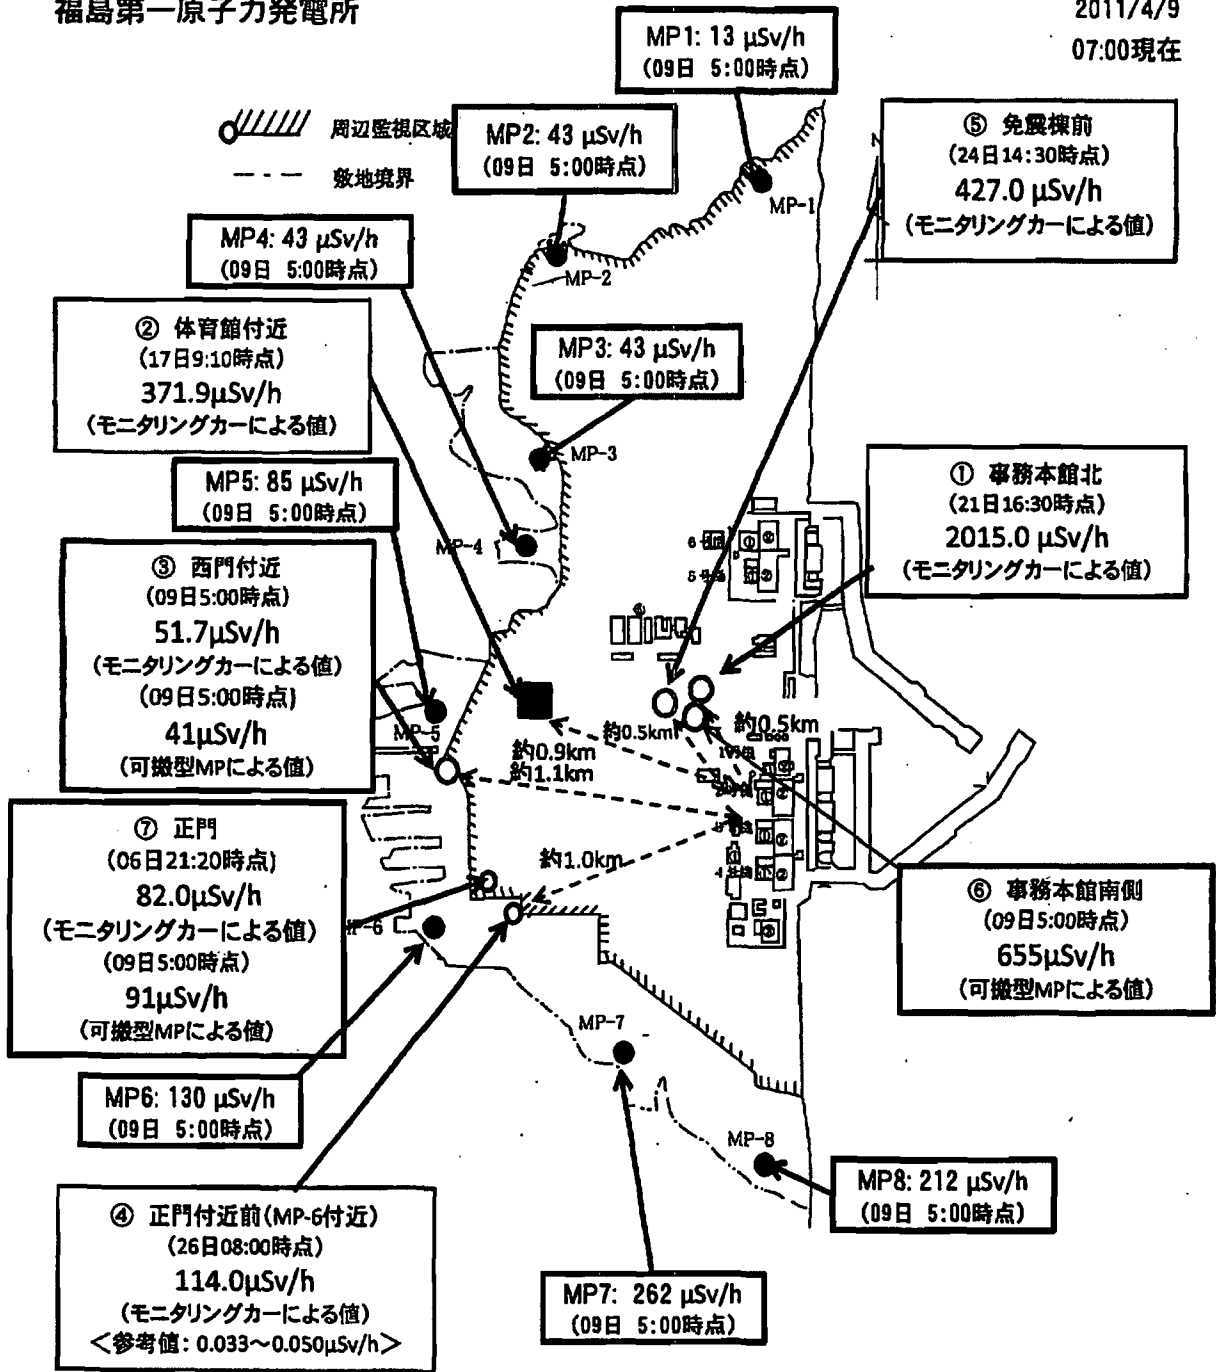 福島第一原子力発電所
2011/4/9
07:00現在
周辺監視区域
敷地境界
MP1: 13 μSv/h
(09日 5:00時点)
MP2: 43 μSv/h
(09日 5:00時点)
⑤ 免震棟前
(24日14:30時点)
427.0 μSv/h
(モニタリングカーによる値)
MP-1
MP4: 43 μSv/h
(09日 5:00時点)
MP-2
② 体育館付近
(17日9:10時点)
371.9μSv/h
(モニタリングカーによる値)
MP3: 43 μSv/h
(09日 5:00時点)
MP-3
MP5: 85 μSv/h
(09日 5:00時点)
① 事務本館北
(21日16:30時点)
2015.0 μSv/h
(モニタリングカーによる値)
MP-4
③ 西門付近
(09日5:00時点)
51.7μSv/h
(モニタリングカーによる値)
(09日5:00時点)
41μSv/h
(可搬型MPによる値)
MP-5
約0.5km
約0.5km
約0.9km
約1.1km
約1.0km
⑦ 正門
(06日21:20時点)
82.0μSv/h
(モニタリングカーによる値)
(09日5:00時点)
91μSv/h
(可搬型MPによる値)
⑥ 事務本館南側
(09日5:00時点)
655μSv/h
(可搬型MPによる値)
MP-7
MP6: 130 μSv/h
(09日 5:00時点)
MP-8
MP8: 212 μSv/h
(09日 5:00時点)
④ 正門付近前(MP-6付近)
(26日08:00時点)
114.0μSv/h
(モニタリングカーによる値)
<参考値: 0.033~0.050μSv/h>
MP7: 262 μSv/h
(09日 5:00時点)